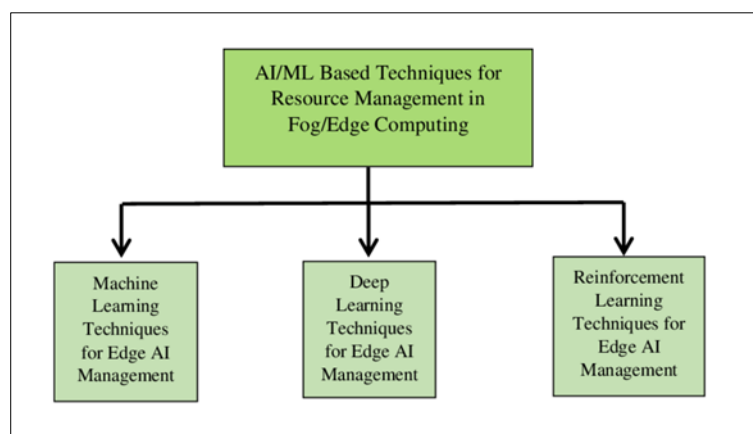 AI/ML Based Techniques for
Resource Management in
Fog/Edge Computing
Machine
Learning
Techniques
for Edge AI
Management
Deep
Learning
Techniques
for Edge AI
Management
Reinforcement
Learning
Techniques for
Edge AI
Management